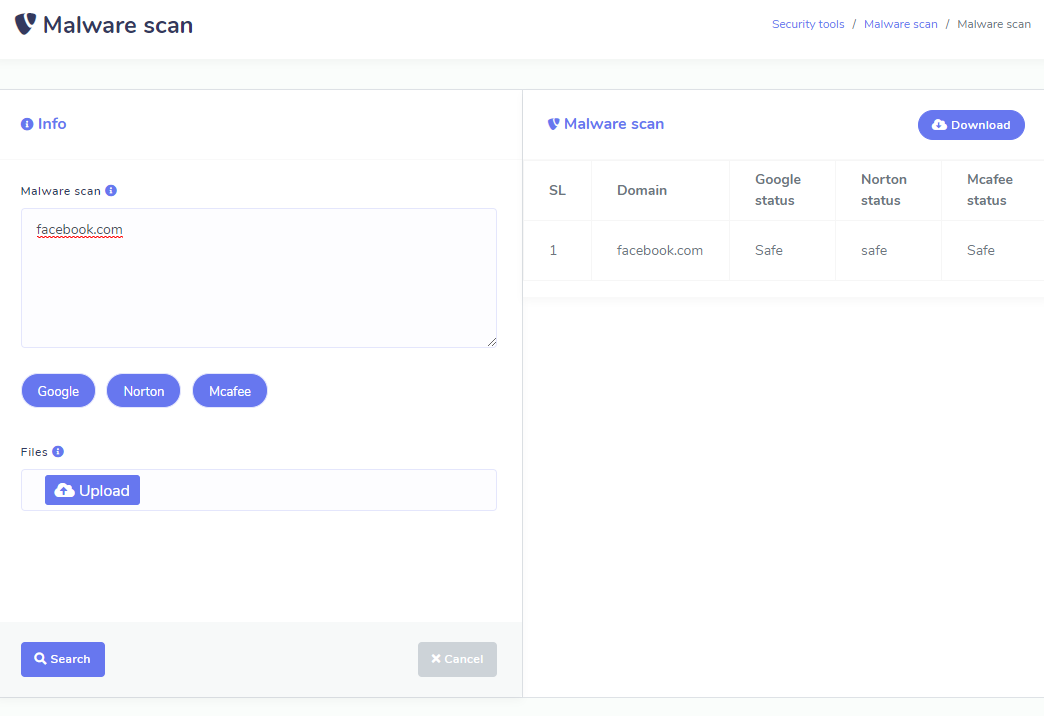 Malware scan
Security tools / Malware scan / Malware scan
Info
Malware scan
facebook.com
Google Norton Mcafee
Files
Upload
Search Cancel
Malware scan
Download
SL Domain Google status Norton status Mcafee status
1 facebook.com Safe safe Safe